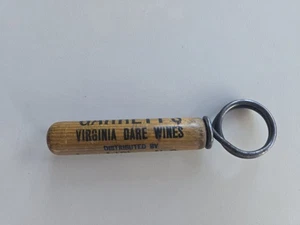 GARRETT'S
VIRGINIA DARE WINES
DISTRIBUTED BY